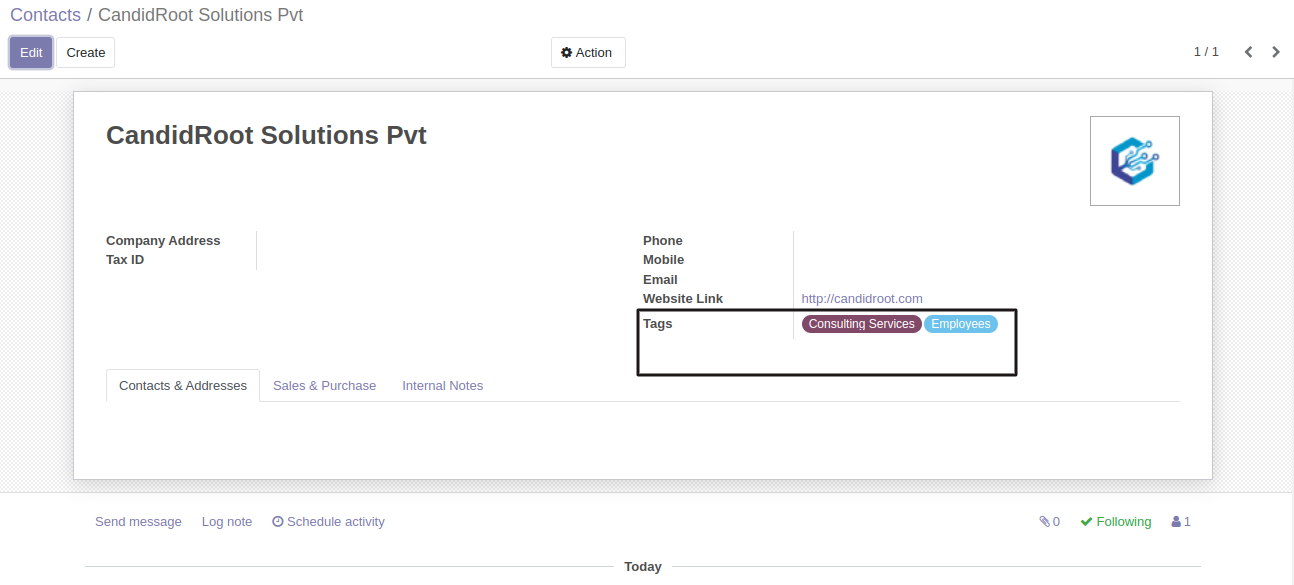 Contacts / CandidRoot Solutions Pvt
Edit Create Action 1 / 1
CandidRoot Solutions Pvt
Company Address
Tax ID
Phone
Mobile
Email
Website Link http://candidroot.com
Tags Consulting Services Employees
Contacts & Addresses Sales & Purchase Internal Notes
Send message Log note Schedule activity 0 Following 1
Today